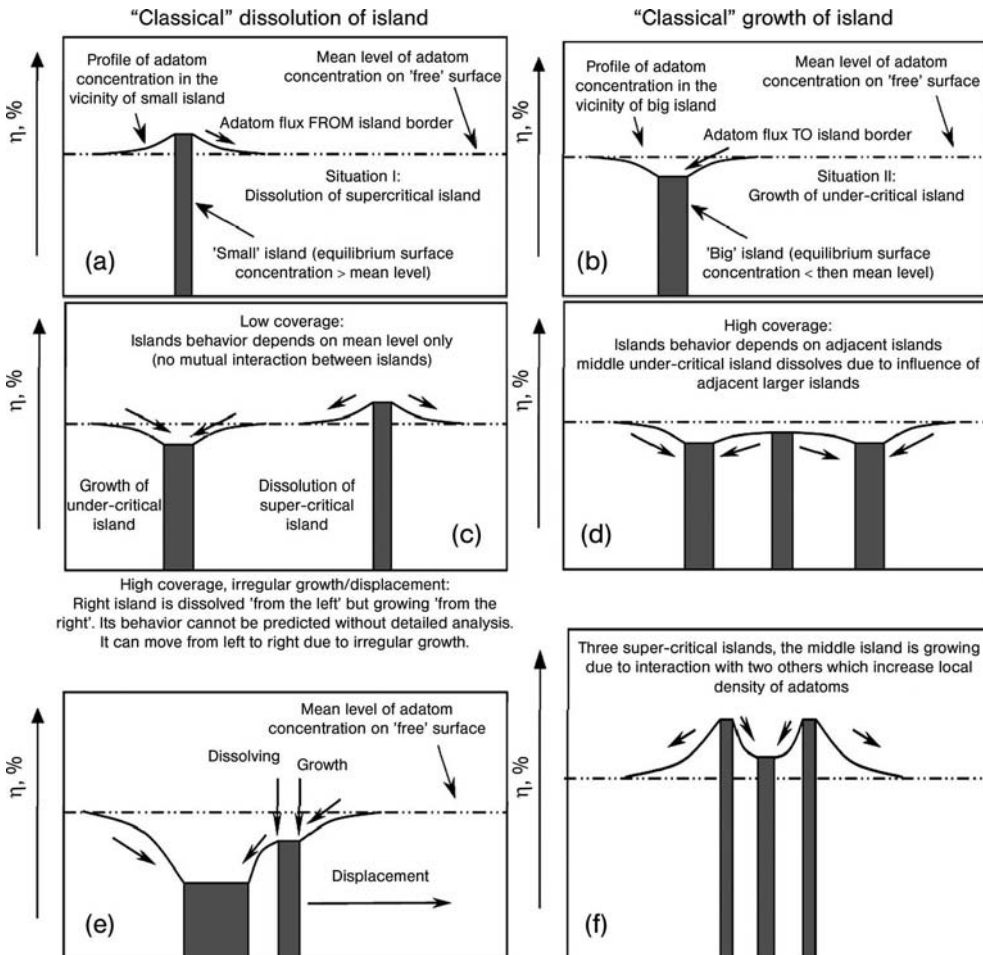 “Classical” dissolution of island
η, %
Profile of adatom
concentration in the
vicinity of small island
Mean level of adatom
concentration on 'free' surface
Adatom flux FROM island border
Situation I:
Dissolution of supercritical island
'Small' island (equilibrium surface
concentration > mean level)
(a)
“Classical” growth of island
η, %
Profile of adatom
concentration in the
vicinity of big island
Mean level of adatom
concentration on 'free' surface
Adatom flux TO island border
Situation II:
Growth of under-critical island
'Big' island (equilibrium surface
concentration < then mean level)
(b)
η, %
Low coverage:
Islands behavior depends on mean level only
(no mutual interaction between islands)
Growth of
under-critical
island
Dissolution of
super-critical
island
(c)
η, %
High coverage:
Islands behavior depends on adjacent islands
middle under-critical island dissolves due to influence of
adjacent larger islands
(d)
High coverage, irregular growth/displacement:
Right island is dissolved 'from the left' but growing 'from the
right'. Its behavior cannot be predicted without detailed analysis.
It can move from left to right due to irregular growth.
η, %
Mean level of adatom
concentration on 'free' surface
Dissolving
Growth
Displacement
(e)
η, %
Three super-critical islands, the middle island is growing
due to interaction with two others which increase local
density of adatoms
(f)